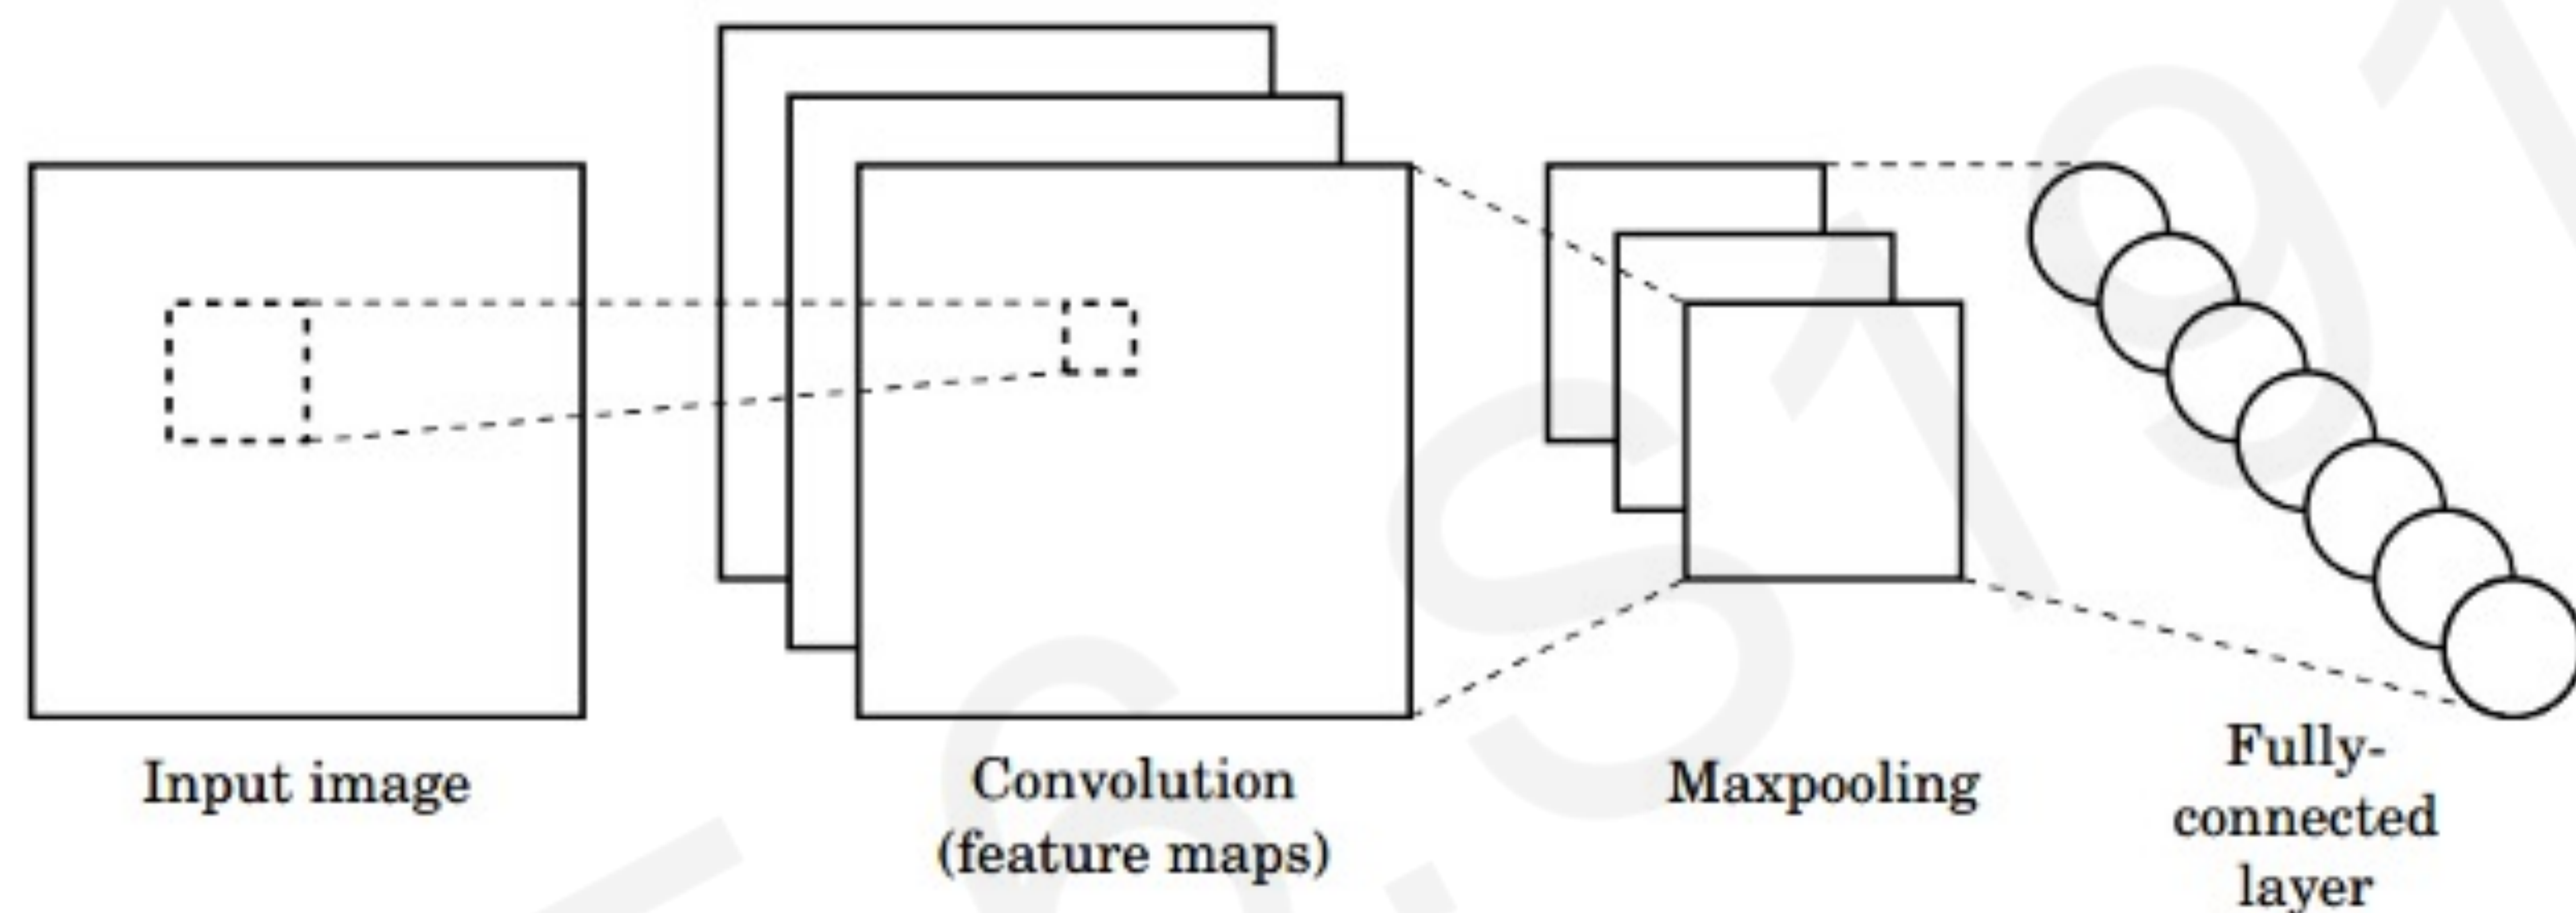 Input image
Convolution
(feature maps)
Maxpooling
Fully-
connected
layer